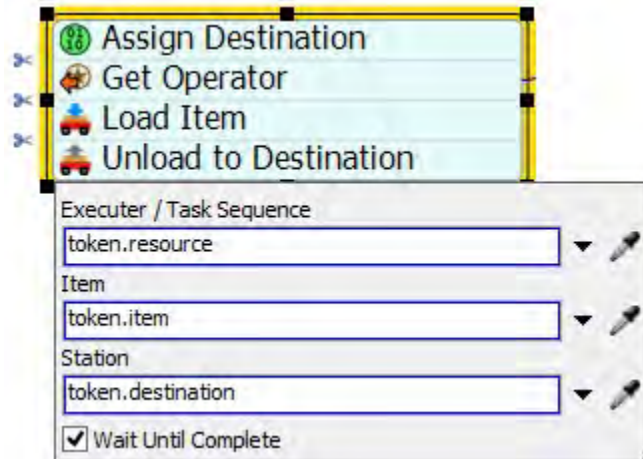 Assign Destination
Get Operator
Load Item
Unload to Destination
Executer / Task Sequence
token.resource
Item
token.item
Station
token.destination
Wait Until Complete